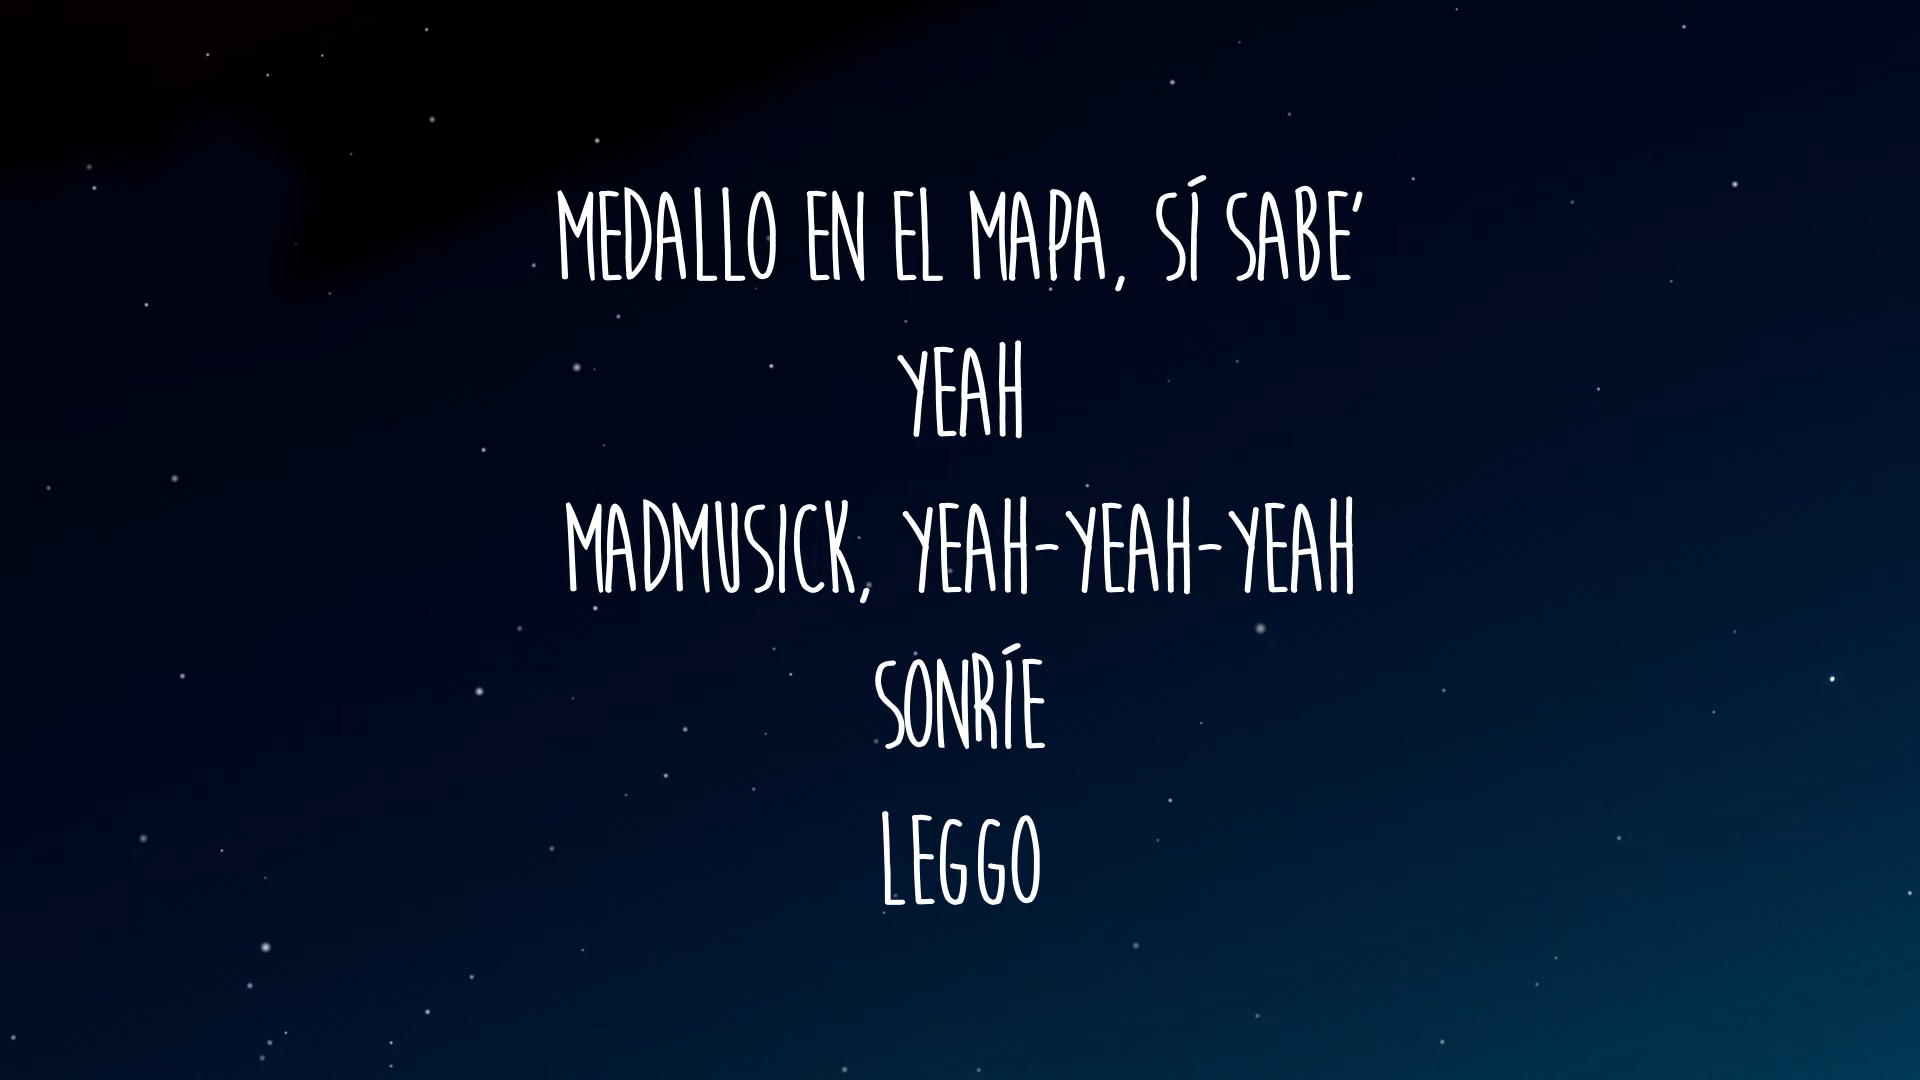 MEDALLO EN EL MAPA, SÍ SABE'
YEAH
MADMUSICK, YEAH-YEAH-YEAH
SONRÍE
LEGGO